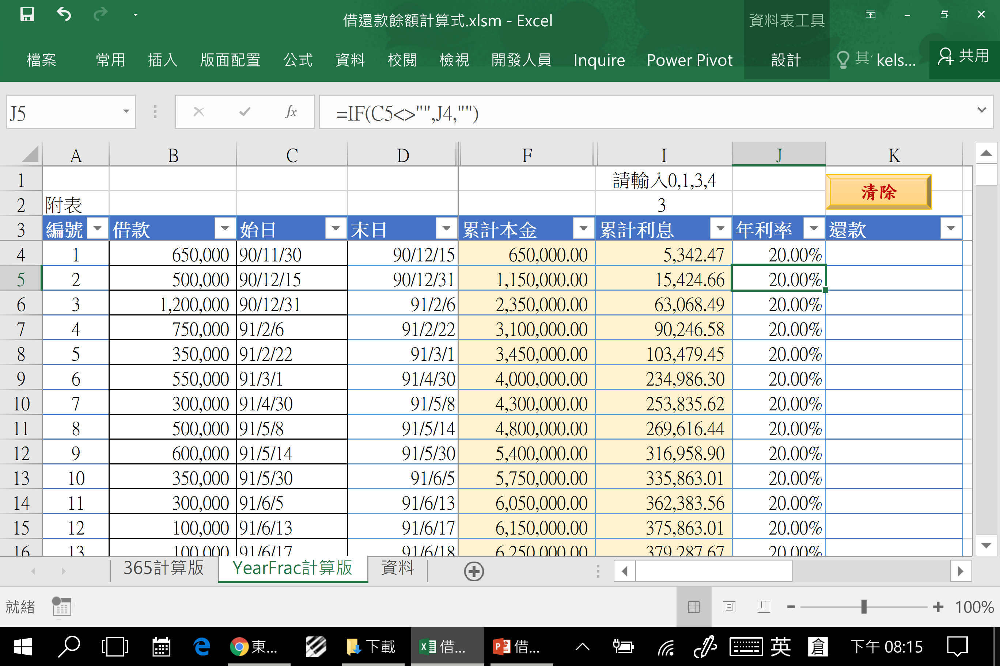 借還款餘額計算式.xlsm - Excel
資料表工具
檔案 常用 插入 版面配置 公式 資料 校閱 檢視 開發人員 Inquire Power Pivot 設計 其 kels... 共用
J5 fx =IF(C5<>"",J4,"")
A B C D F I J K
1 請輸入0,1,3,4 清除
2 附表 3
3 編號 借款 始日 末日 累計本金 累計利息 年利率 還款
4 1 650,000 90/11/30 90/12/15 650,000.00 5,342.47 20.00%
5 2 500,000 90/12/15 90/12/31 1,150,000.00 15,424.66 20.00%
6 3 1,200,000 90/12/31 91/2/6 2,350,000.00 63,068.49 20.00%
7 4 750,000 91/2/6 91/2/22 3,100,000.00 90,246.58 20.00%
8 5 350,000 91/2/22 91/3/1 3,450,000.00 103,479.45 20.00%
9 6 550,000 91/3/1 91/4/30 4,000,000.00 234,986.30 20.00%
10 7 300,000 91/4/30 91/5/8 4,300,000.00 253,835.62 20.00%
11 8 500,000 91/5/8 91/5/14 4,800,000.00 269,616.44 20.00%
12 9 600,000 91/5/14 91/5/30 5,400,000.00 316,958.90 20.00%
13 10 350,000 91/5/30 91/6/5 5,750,000.00 335,863.01 20.00%
14 11 300,000 91/6/5 91/6/13 6,050,000.00 362,383.56 20.00%
15 12 100,000 91/6/13 91/6/17 6,150,000.00 375,863.01 20.00%
16 13 100,000 91/6/17 91/6/18 6,250,000.00 379,287.67 20.00%
365計算版 YearFrac計算版 資料
就緒 100%
東... 下載 借... 借... 英 倉 下午 08:15